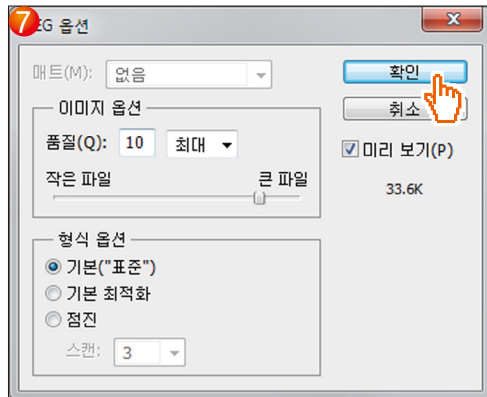 7
EG 옵션
매트(M): 없음
확인
이미지 옵션
취소
품질(Q): 10 최대
미리 보기(P)
작은 파일 큰 파일
33.6K
형식 옵션
기본("표준")
기본 최적화
점진
스캔: 3